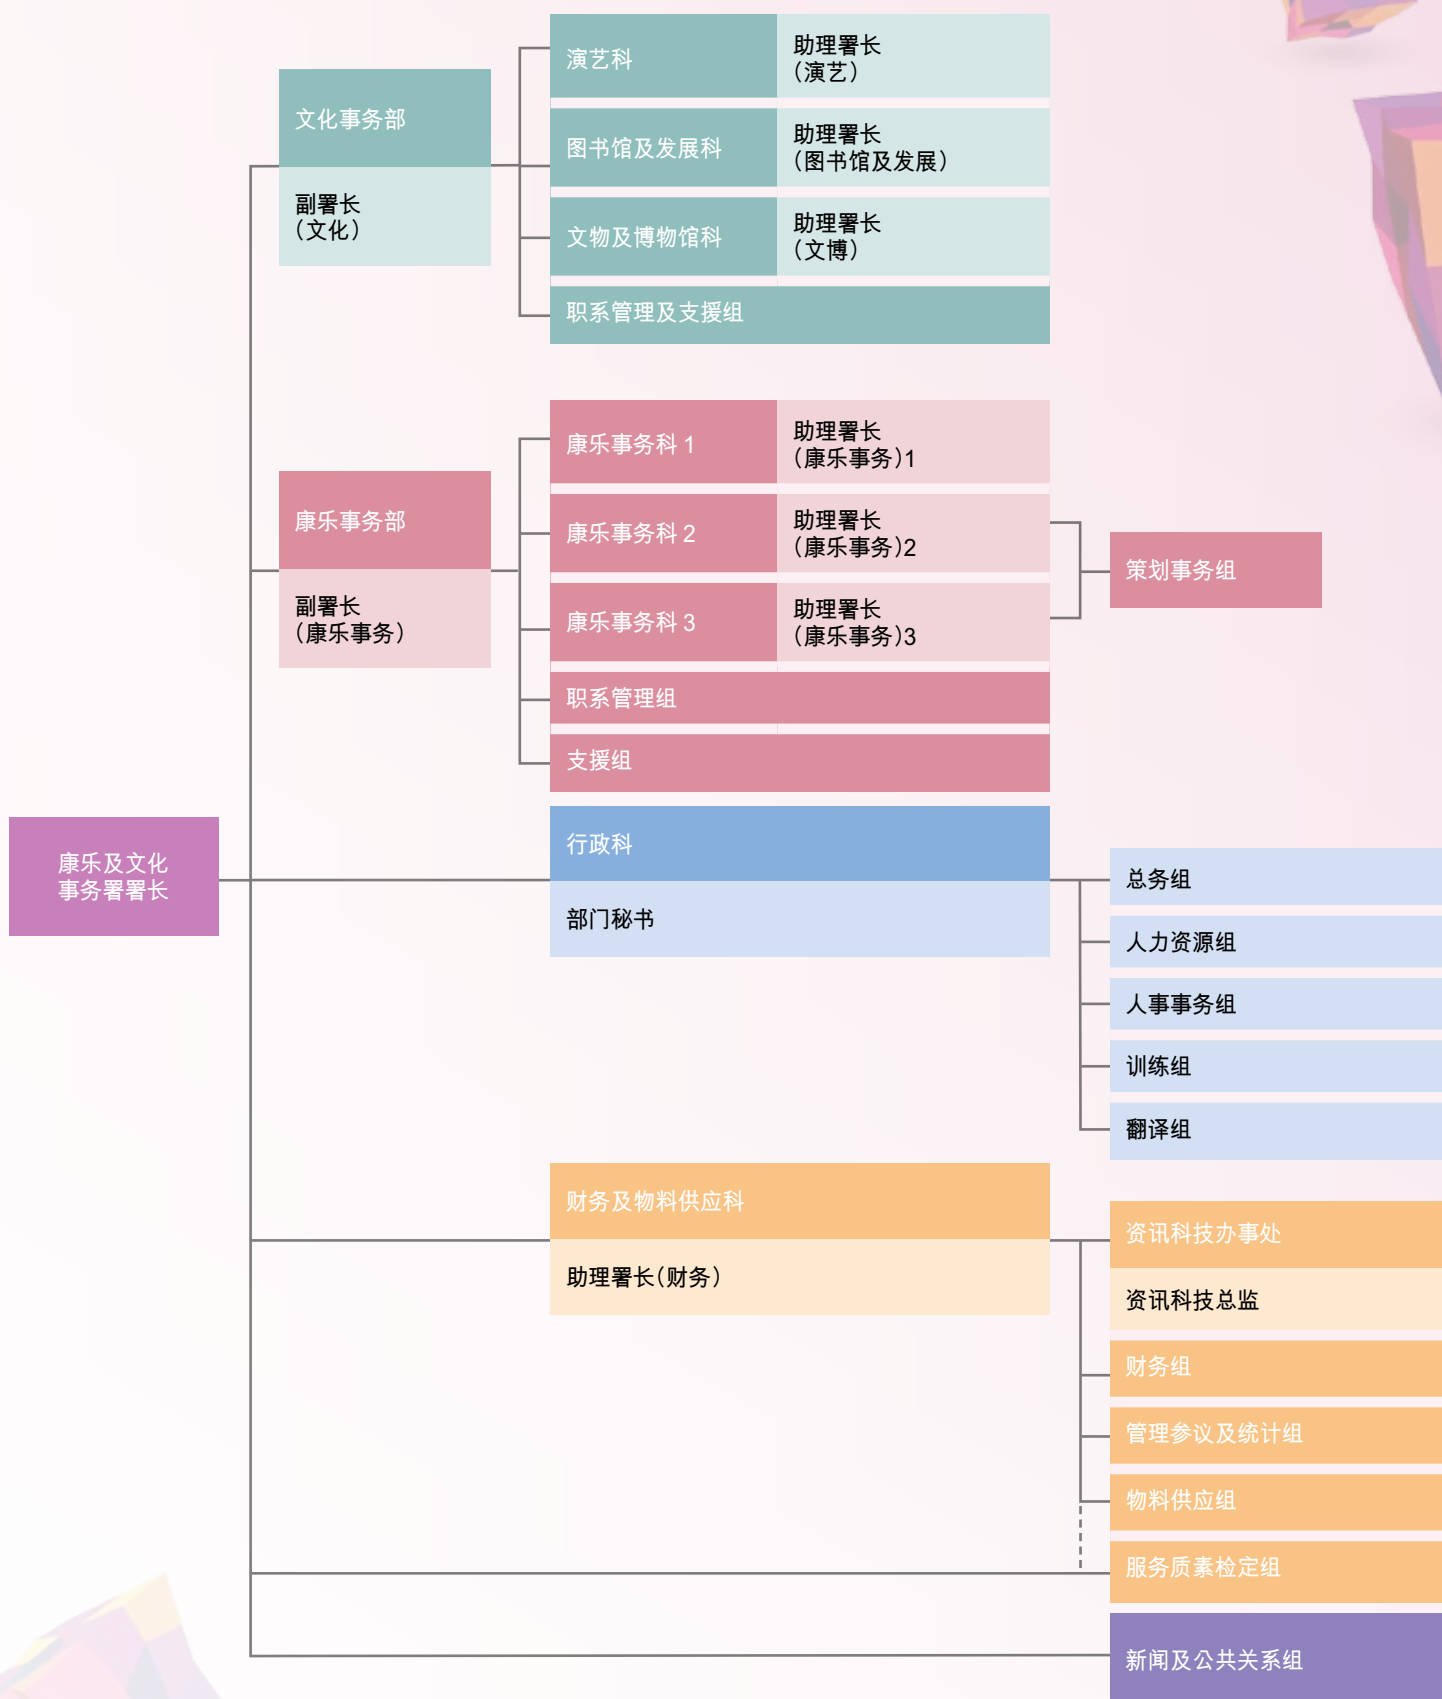 演艺科
助理署长
（演艺）
文化事务部
副署长
（文化）
图书馆及发展科
助理署长
（图书馆及发展）
文物及博物馆科
助理署长
（文博）
职系管理及支援组
康乐事务科 1
助理署长
（康乐事务）1
康乐事务部
副署长
（康乐事务）
康乐事务科 2
助理署长
（康乐事务）2
策划事务组
康乐事务科 3
助理署长
（康乐事务）3
职系管理组
支援组
康乐及文化
事务署署长
行政科
部门秘书
总务组
人力资源组
人事事务组
训练组
翻译组
财务及物料供应科
助理署长（财务）
资讯科技办事处
资讯科技总监
财务组
管理参议及统计组
物料供应组
服务质素检定组
新闻及公共关系组